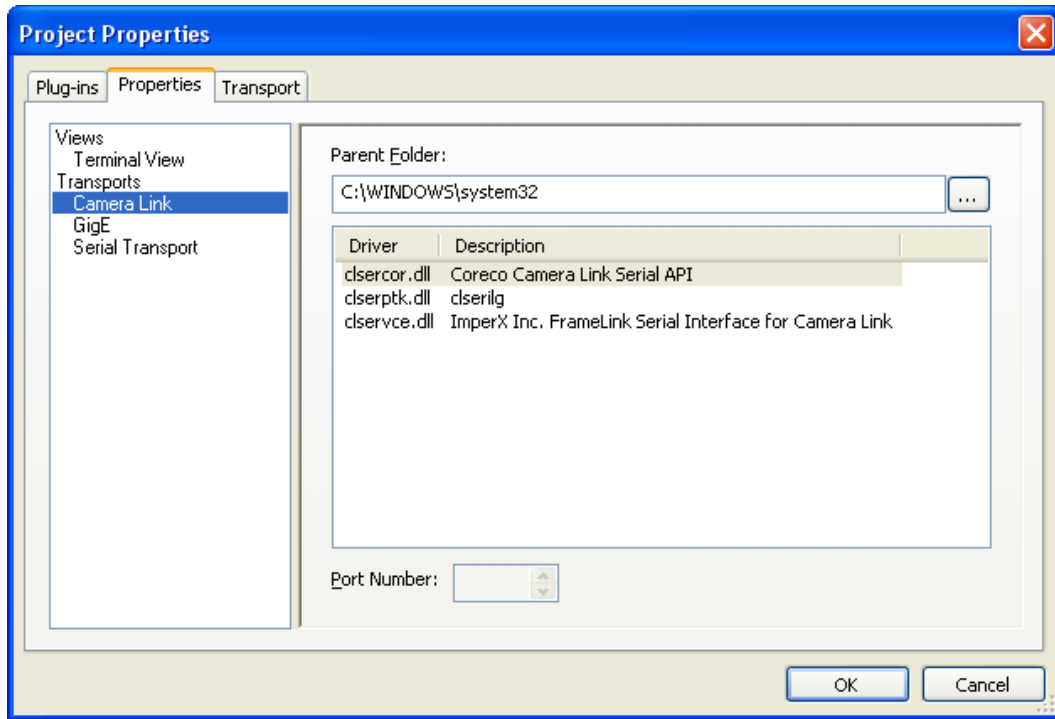 Project Properties
Plug-ins Properties Transport
Views
Terminal View
Transports
Camera Link
GigE
Serial Transport
Parent Folder:
C:\WINDOWS\system32
...
Driver Description
clsercor.dll Coreco Camera Link Serial API
clserptk.dll clserilg
clservce.dll ImperX Inc. FrameLink Serial Interface for Camera Link
Port Number:
OK Cancel